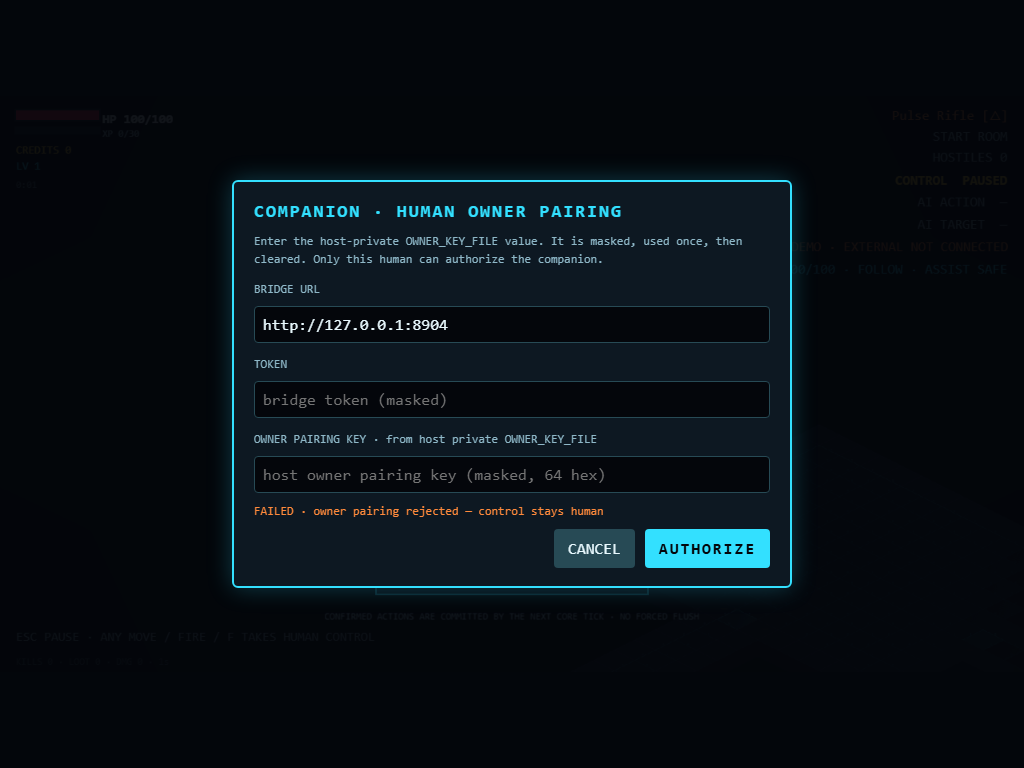 HP 100/100
XP 0/30
CREDITS 0
LV 5
Pulse Rifle [⌂]
START ROOM
HOSTILES 0
CONTROL PAUSED
AI ACTION —
AI TARGET —
EXTERNAL NOT CONNECTED
/100 · FOLLOW · ASSIST SAFE
COMPANION · HUMAN OWNER PAIRING
Enter the host-private OWNER_KEY_FILE value. It is masked, used once, then
cleared. Only this human can authorize the companion.
BRIDGE URL
http://127.0.0.1:8904
TOKEN
bridge token (masked)
OWNER PAIRING KEY · from host private OWNER_KEY_FILE
host owner pairing key (masked, 64 hex)
FAILED · owner pairing rejected — control stays human
CANCEL
AUTHORIZE
CONFIRMED ACTIONS ARE COMMITTED BY THE NEXT CORE TICK · NO FORCED FLUSH
ESC PAUSE · ANY MOVE / FIRE / F TAKES HUMAN CONTROL